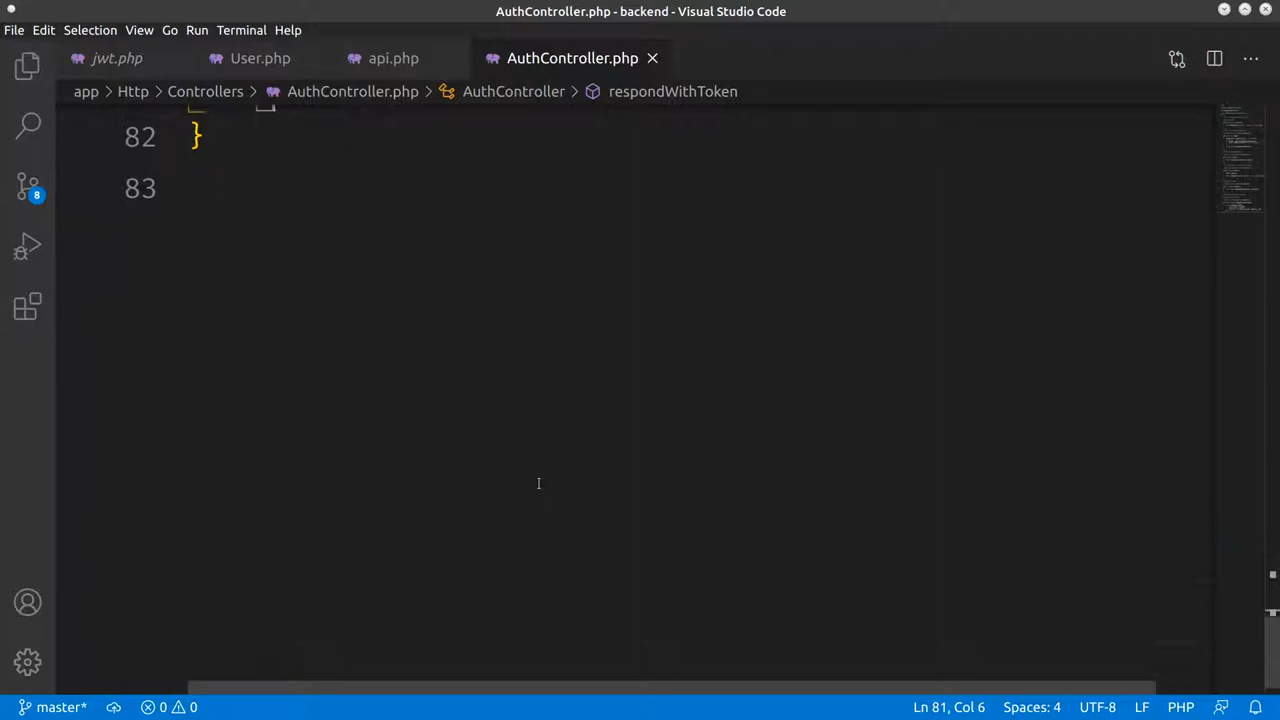 AuthController.php - backend - Visual Studio Code
File Edit Selection View Go Run Terminal Help
jwt.php User.php api.php AuthController.php
app > Http > Controllers > AuthController.php > AuthController > respondWithToken
82 }
83
8
master* 0 0 Ln 81, Col 6 Spaces: 4 UTF-8 LF PHP